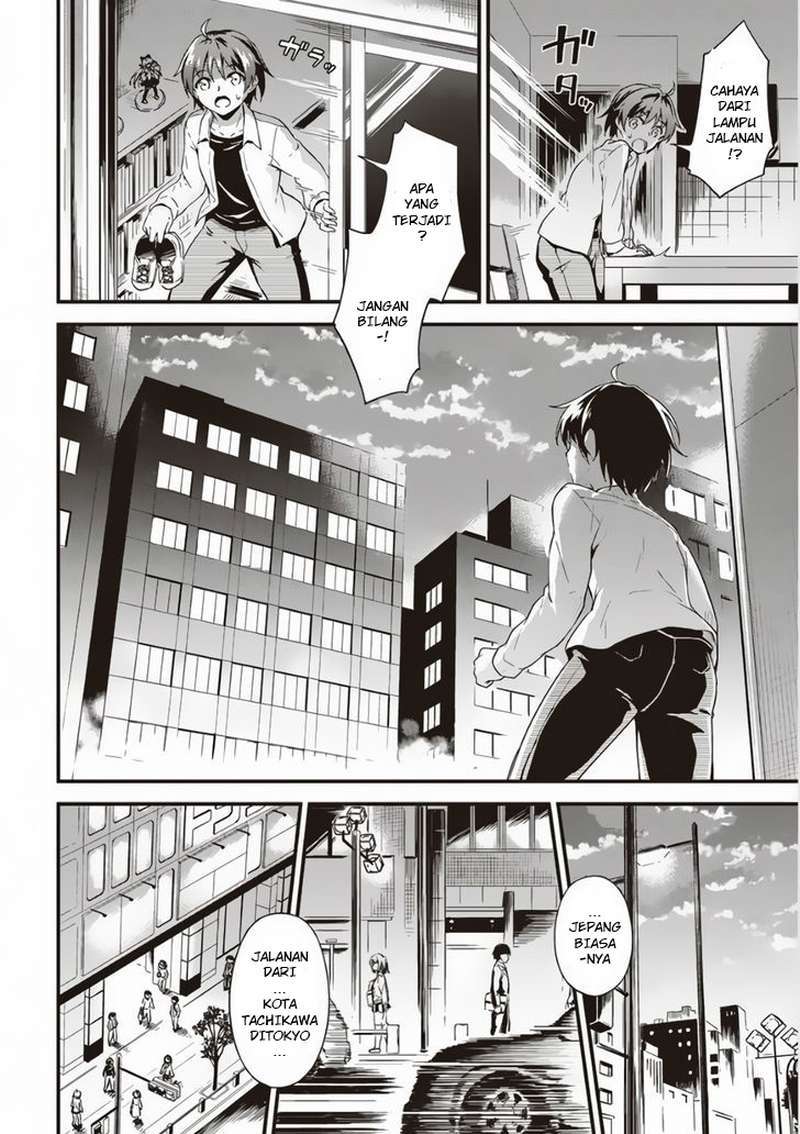 CAHAYA
DARI
LAMPU
JALANAN
!?
ガタッ
ガラッ
APA
YANG
TERJADI
?
JANGAN
BILANG
-!
...
JEPANG
BIASA
-NYA
JALANAN
DARI
...
KOTA
TACHIKAWA
DITOKYO
...